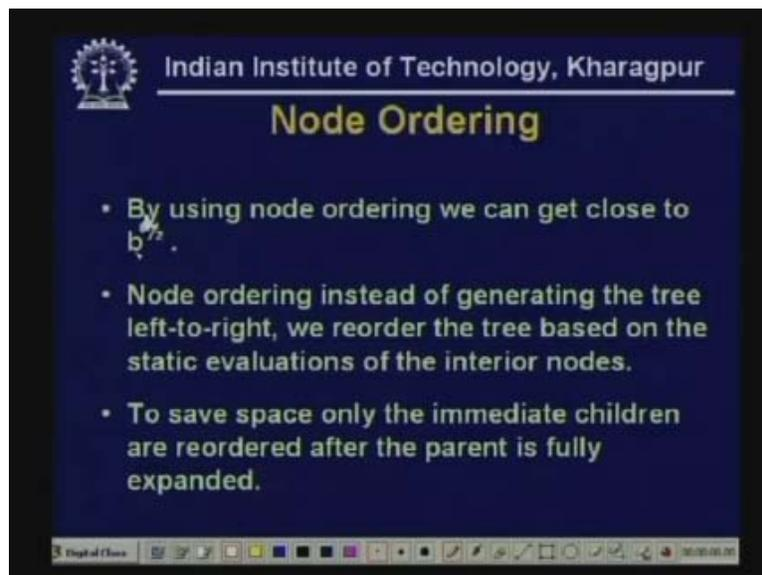 Indian Institute of Technology, Kharagpur
Node Ordering
• By using node ordering we can get close to
b½ .
• Node ordering instead of generating the tree
left-to-right, we reorder the tree based on the
static evaluations of the interior nodes.
• To save space only the immediate children
are reordered after the parent is fully
expanded.